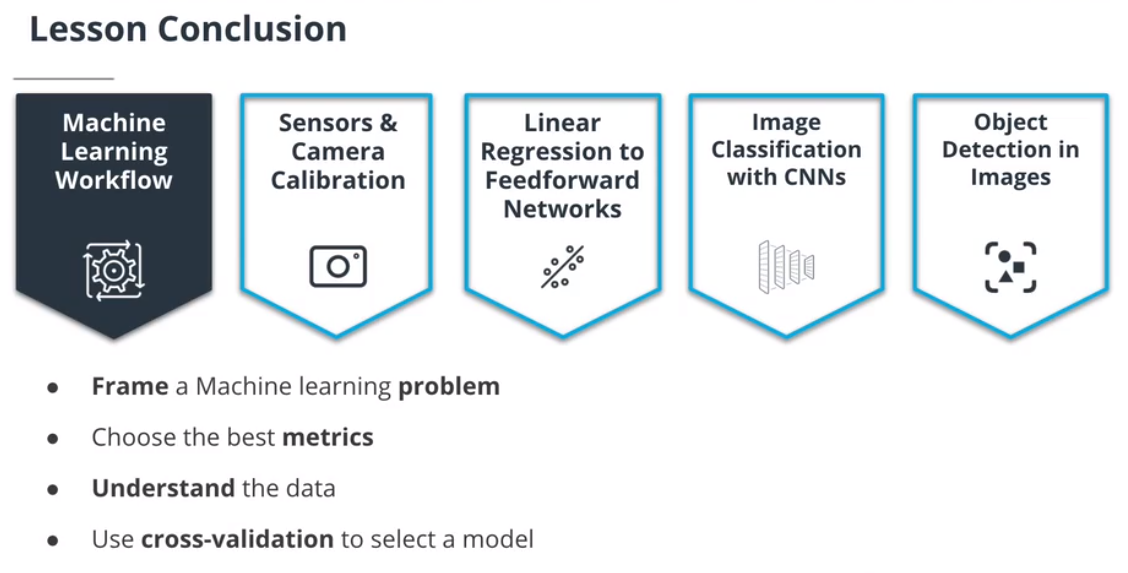 Lesson Conclusion
Machine
Learning
Workflow
Sensors &
Camera
Calibration
Linear
Regression to
Feedforward
Networks
Image
Classification
with CNNs
Object
Detection in
Images
● Frame a Machine learning problem
● Choose the best metrics
● Understand the data
● Use cross-validation to select a model